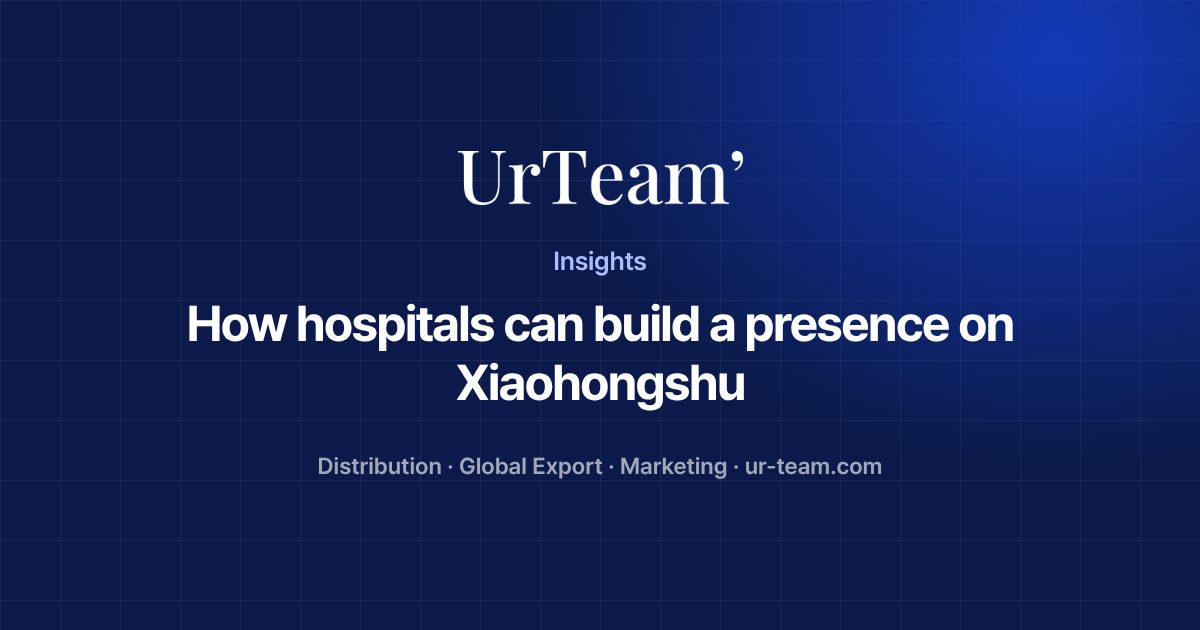 UrTeam’
Insights
How hospitals can build a presence on
Xiaohongshu
Distribution · Global Export · Marketing · ur-team.com